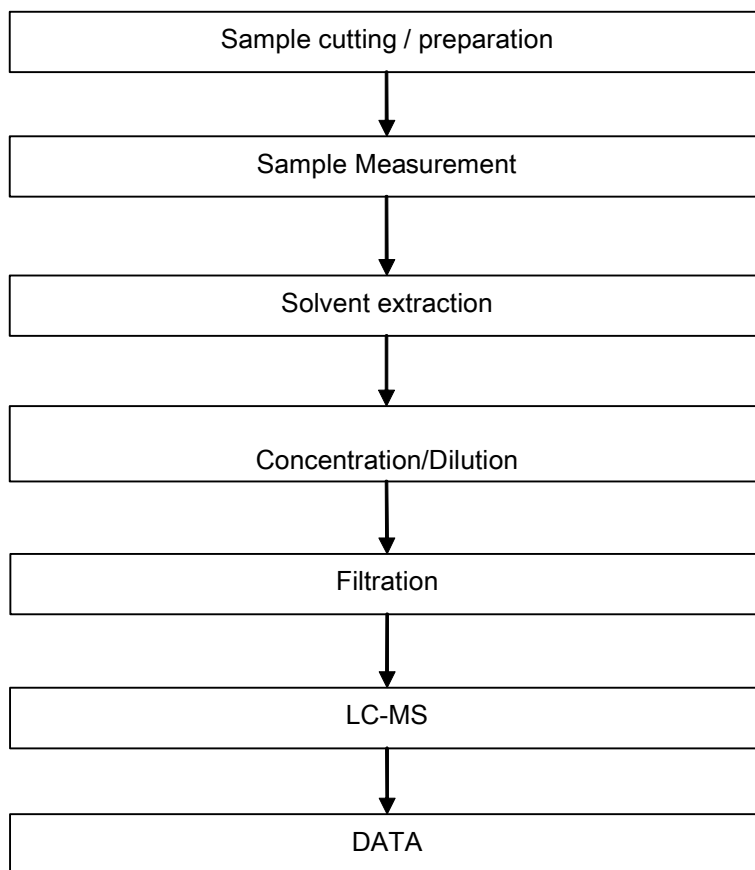 Sample cutting / preparation
Sample Measurement
Solvent extraction
Concentration/Dilution
Filtration
LC-MS
DATA